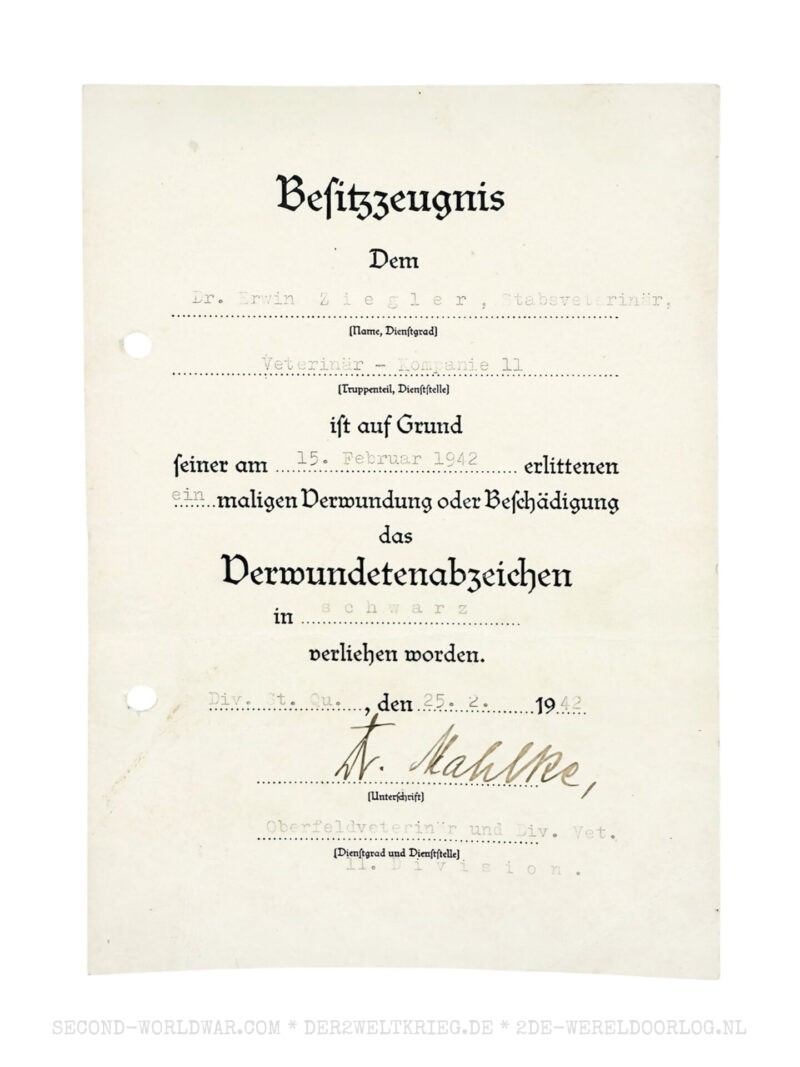 Besitzzeugnis
Dem
Dr. Erwin Ziegler, Stabsveterinär,
(Name, Dienstgrad)
Veterinär - Kompanie 11
(Truppenteil, Dienststelle)
ist auf Grund
seiner am 15. Februar 1942 erlittenen
ein maligen Verwundung oder Beschädigung
das
Verwundetenabzeichen
in schwarz
verliehen worden.
Div. St. Qu. , den 25. 2. 1942
Dr. Mahlke,
(Unterschrift)
Oberfeldveterinär und Div. Vet.
(Dienstgrad und Dienststelle)
11. Division.
SECOND-WORLDWAR.COM * DER2WELTKRIEG.DE * 2DE-WERELDOORLOG.NL